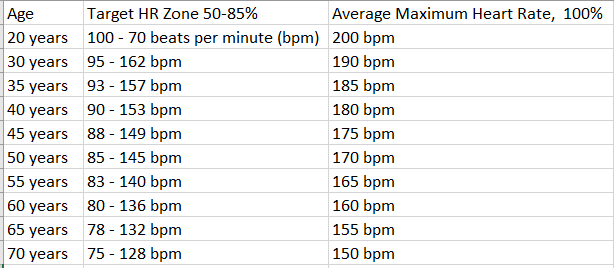 Age Target HR Zone 50-85% Average Maximum Heart Rate, 100%
20 years 100 - 70 beats per minute (bpm) 200 bpm
30 years 95 - 162 bpm 190 bpm
35 years 93 - 157 bpm 185 bpm
40 years 90 - 153 bpm 180 bpm
45 years 88 - 149 bpm 175 bpm
50 years 85 - 145 bpm 170 bpm
55 years 83 - 140 bpm 165 bpm
60 years 80 - 136 bpm 160 bpm
65 years 78 - 132 bpm 155 bpm
70 years 75 - 128 bpm 150 bpm